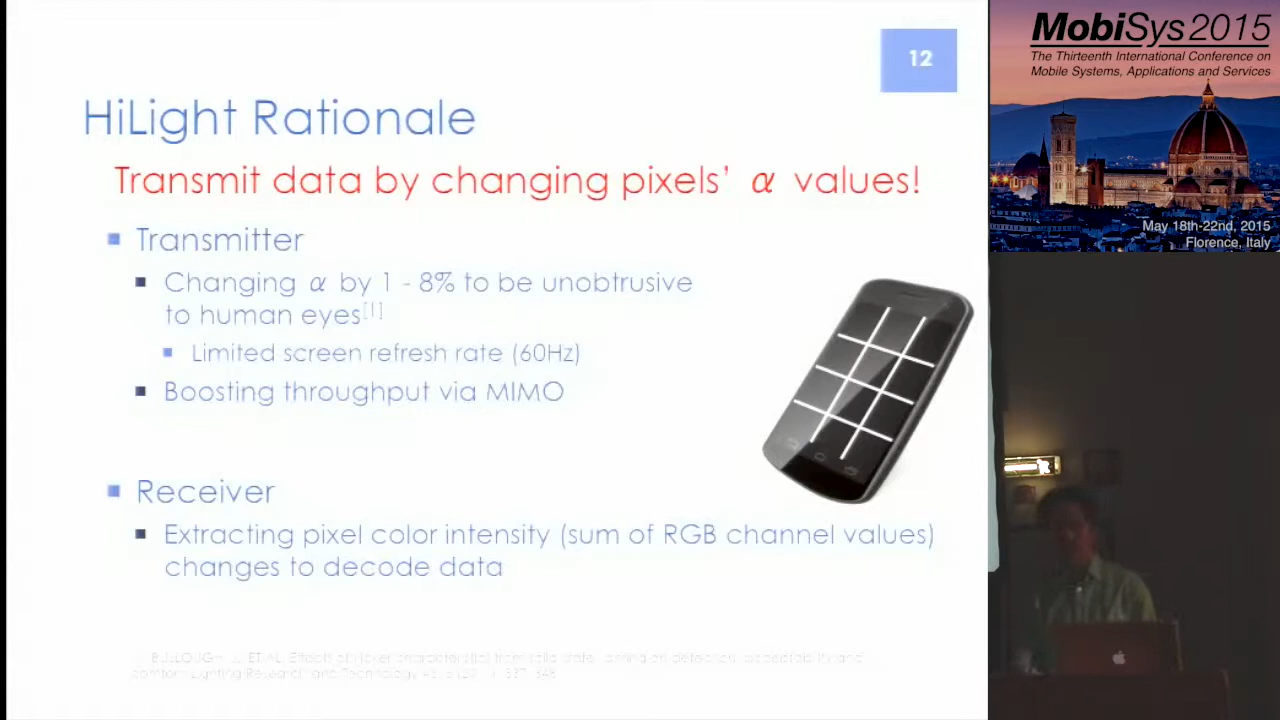 12
HiLight Rationale
Transmit data by changing pixels' α values!
Transmitter
Changing α by 1 - 8% to be unobtrusive
to human eyes[1]
Limited screen refresh rate (60Hz)
Boosting throughput via MIMO
Receiver
Extracting pixel color intensity (sum of RGB channel values)
changes to decode data
MobiSys2015
The Thirteenth International Conference on
Mobile Systems, Applications and Services
May 18th-22nd, 2015
Florence, Italy